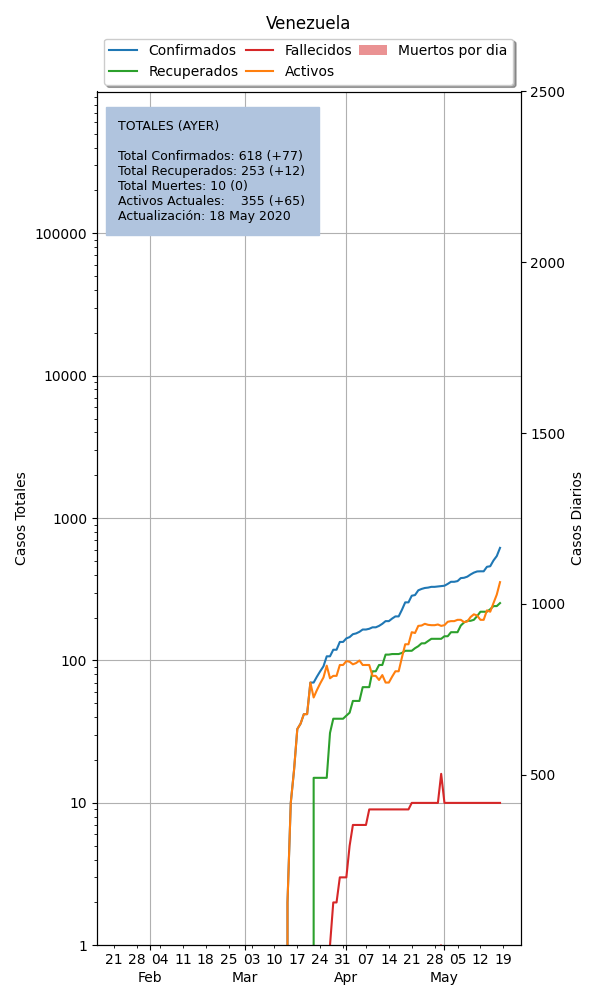 Venezuela
Confirmados
Recuperados
Fallecidos
Activos
Muertos por dia
TOTALES (AYER)
Total Confirmados: 618 (+77)
Total Recuperados: 253 (+12)
Total Muertes: 10 (0)
Activos Actuales: 355 (+65)
Actualización: 18 May 2020
Casos Totales
100000
10000
1000
100
10
1
2500
2000
1500
1000
500
Casos Diarios
21 28 04 11 18 25 03 10 17 24 31 07 14 21 28 05 12 19
Feb Mar Apr May